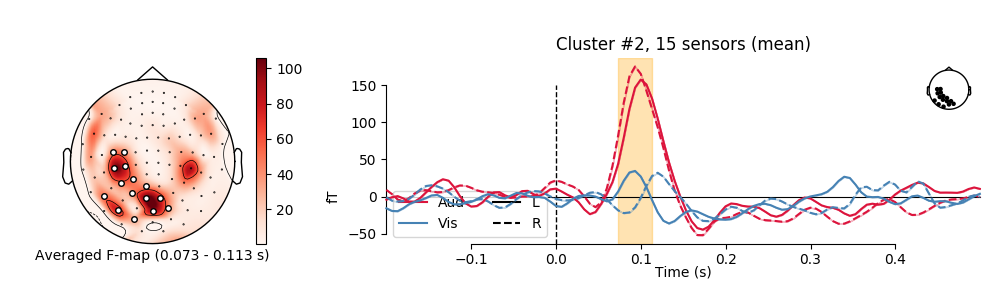 Cluster #2, 15 sensors (mean)
100
80
60
40
20
Averaged F-map (0.073 - 0.113 s)
fT
150
100
50
0
−50
Aud
Vis
L
R
−0.1
0.0
0.1
0.2
0.3
0.4
Time (s)